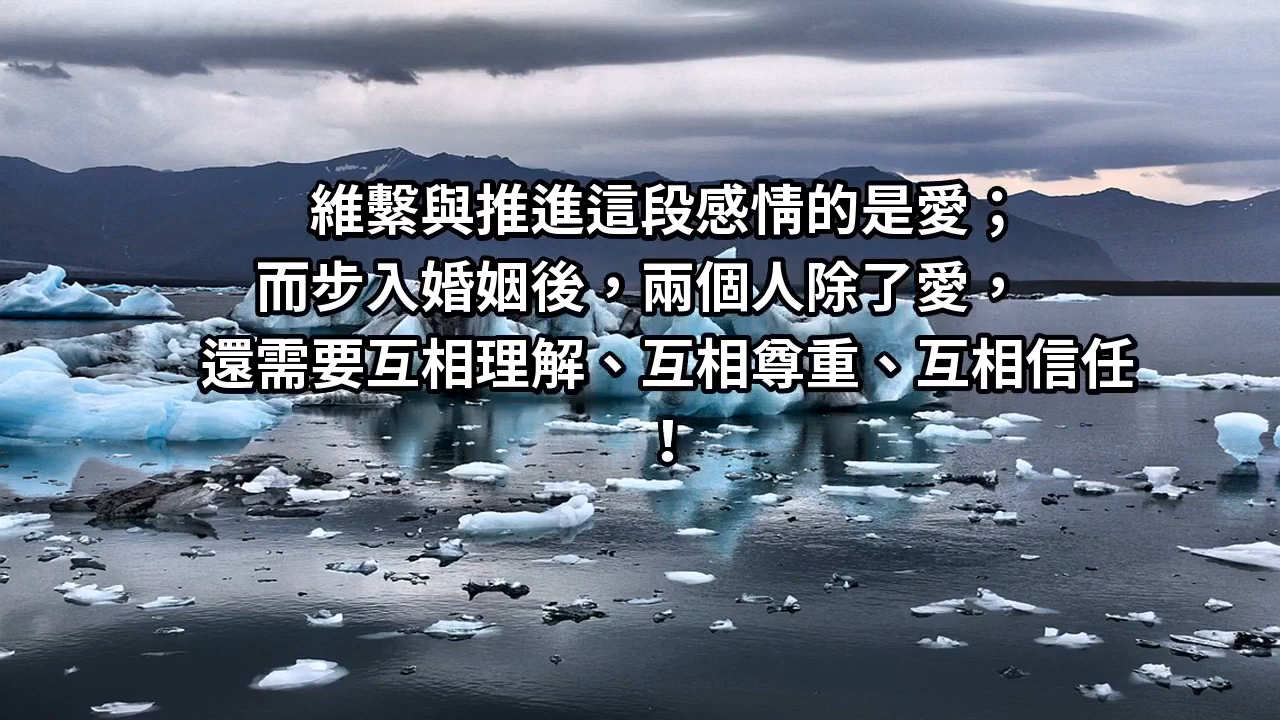 維繫與推進這段感情的是愛；
而步入婚姻後，兩個人除了愛，
還需要互相理解、互相尊重、互相信任
！